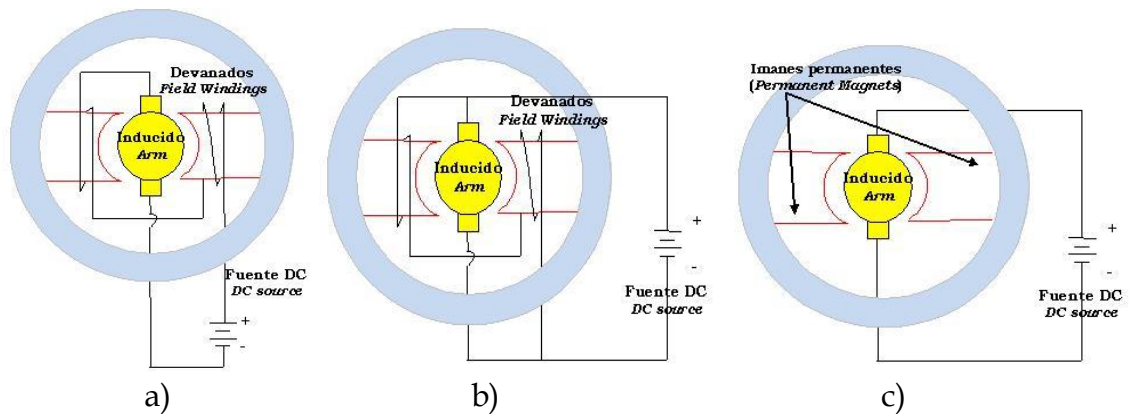 Devanados
Field Windings
Inducido
Arm
Fuente DC
DC source
+
-
a)
Devanados
Field Windings
Inducido
Arm
+
-
Fuente DC
DC source
b)
Imanes permanentes
(Permanent Magnets)
Inducido
Arm
+
-
Fuente DC
DC source
c)